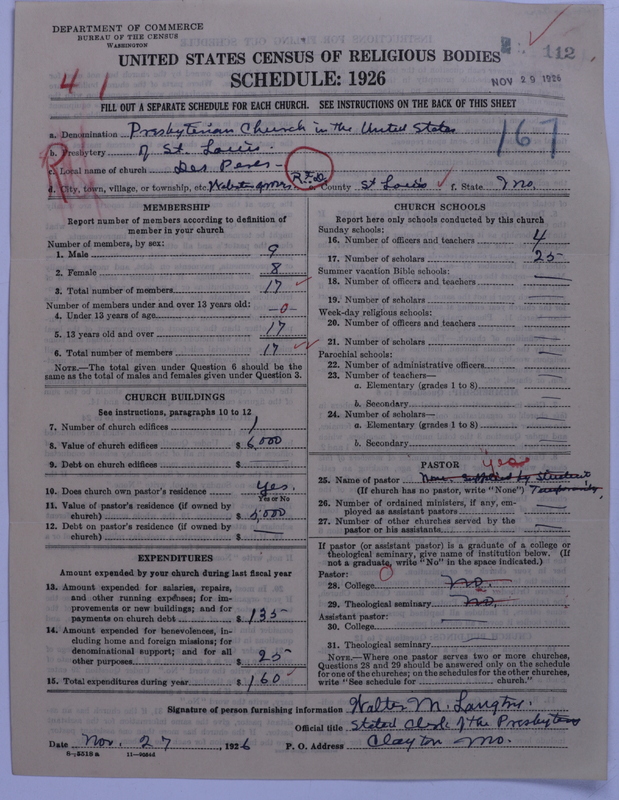 DEPARTMENT OF COMMERCE
BUREAU OF THE CENSUS
WASHINGTON
112
UNITED STATES CENSUS OF RELIGIOUS BODIES
SCHEDULE: 1926
NOV 29 1926
4 1
FILL OUT A SEPARATE SCHEDULE FOR EACH CHURCH. SEE INSTRUCTIONS ON THE BACK OF THIS SHEET
a. Denomination Presbyterian Church in the United States
167
b. Presbytery of St. Louis.
c. Local name of church Des Peres
d. City, town, village, or township, etc. Webster Groves R.F.D. County St Louis f. State Mo.
MEMBERSHIP
Report number of members according to definition of
member in your church
Number of members, by sex:
1. Male 9
2. Female 8
3. Total number of members 17
Number of members under and over 13 years old:
4. Under 13 years of age -0-
5. 13 years old and over 17
6. Total number of members 17
NOTE.—The total given under Question 6 should be the
same as the total of males and females given under Question 3.
CHURCH BUILDINGS
See instructions, paragraphs 10 to 12
7. Number of church edifices 1
8. Value of church edifices $ 6,000
9. Debt on church edifices $
10. Does church own pastor's residence yes.
Yes or No
11. Value of pastor's residence (if owned by
church) $ 5,000
12. Debt on pastor's residence (if owned by
church) $
EXPENDITURES
Amount expended by your church during last fiscal year
13. Amount expended for salaries, repairs,
and other running expenses; for im-
provements or new buildings; and for
payments on church debt $ 135
14. Amount expended for benevolences, in-
cluding home and foreign missions; for
denominational support; and for all
other purposes $ 25
15. Total expenditures during year $ 160
CHURCH SCHOOLS
Report here only schools conducted by this church
Sunday schools:
16. Number of officers and teachers 4
17. Number of scholars 25
Summer vacation Bible schools:
18. Number of officers and teachers
19. Number of scholars
Week-day religious schools:
20. Number of officers and teachers
21. Number of scholars
Parochial schools:
22. Number of administrative officers
23. Number of teachers—
a. Elementary (grades 1 to 8)
b. Secondary
24. Number of scholars—
a. Elementary (grades 1 to 8)
b. Secondary
PASTOR
yes
25. Name of pastor None supplied by student
(If church has no pastor, write "None") Temporarily
26. Number of ordained ministers, if any, em-
ployed as assistant pastors
27. Number of other churches served by the
pastor or his assistants
If pastor (or assistant pastor) is a graduate of a college or
theological seminary, give name of institution below. (If
not a graduate, write "No" in the space indicated.)
Pastor:
28. College no.
29. Theological seminary no.
Assistant pastor:
30. College
31. Theological seminary
NOTE.—Where one pastor serves two or more churches,
Questions 28 and 29 should be answered only on the schedule
for one of the churches; on the schedules for the other churches,
write "See schedule for church."
Signature of person furnishing information Walter M. Langtry
Official title Stated Clerk of the Presbytery
Date Nov. 27, 1926 P. O. Address Clayton Mo.